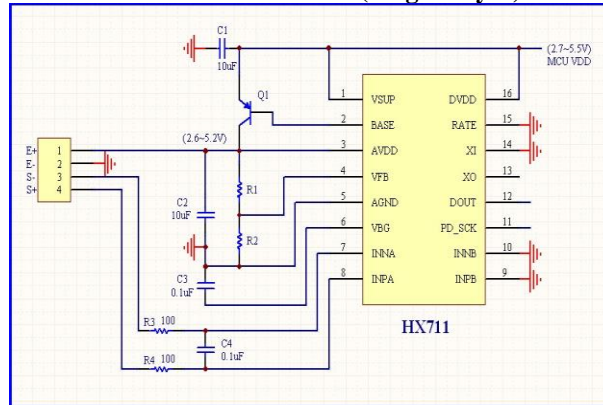 C1
10uF
Q1
(2.7~5.5V)
MCU VDD
1 VSUP DVDD 16
2 BASE RATE 15
3 AVDD XI 14
4 VFB XO 13
5 AGND DOUT 12
6 VBG PD_SCK 11
7 INNA INNB 10
8 INPA INPB 9
HX711
(2.6~5.2V)
E+ 1
E- 2
S- 3
S+ 4
R1
C2
10uF
R2
C3
0.1uF
R3 100
C4
0.1uF
R4 100